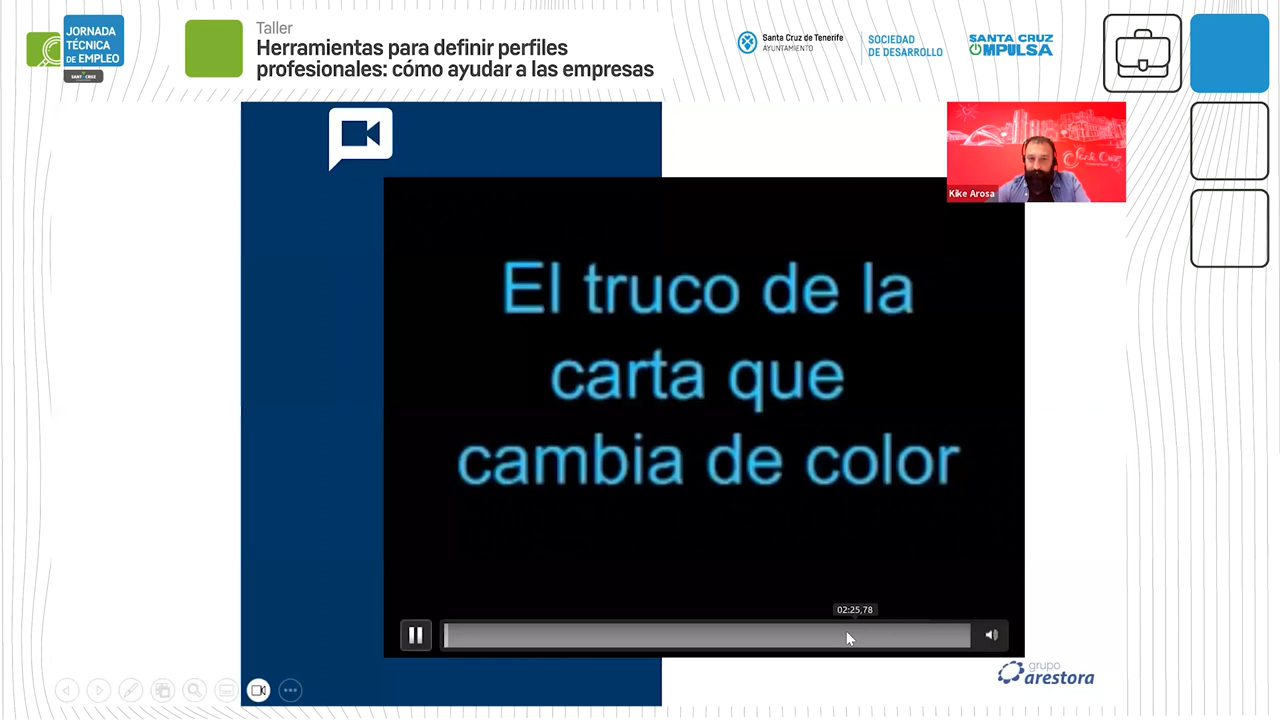 JORNADA
TÉCNICA
DE EMPLEO
Taller
Herramientas para definir perfiles
profesionales: cómo ayudar a las empresas
Santa Cruz de Tenerife
AYUNTAMIENTO
SOCIEDAD
DE DESARROLLO
SANTA CRUZ
MPULSA
Kike Arosa
El truco de la
carta que
cambia de color
02:25,78
grupo
arestora